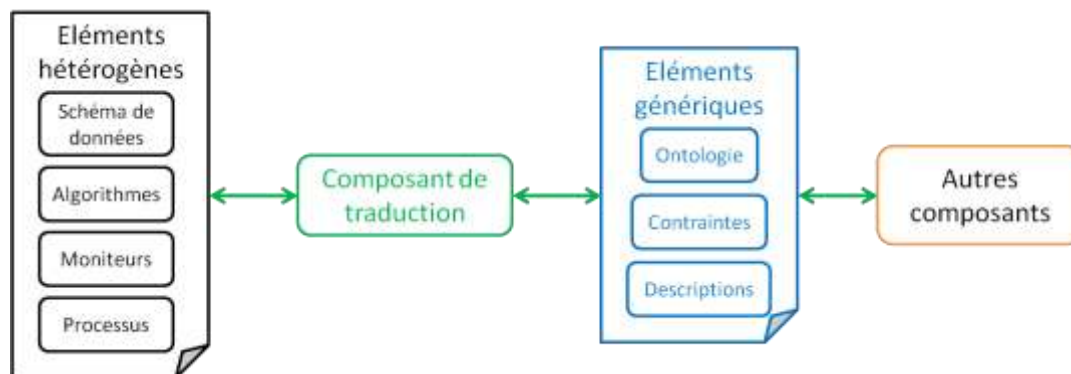 Eléments
hétérogènes
Schéma de
données
Algorithmes
Moniteurs
Processus
Composant de
traduction
Eléments
génériques
Ontologie
Contraintes
Descriptions
Autres
composants